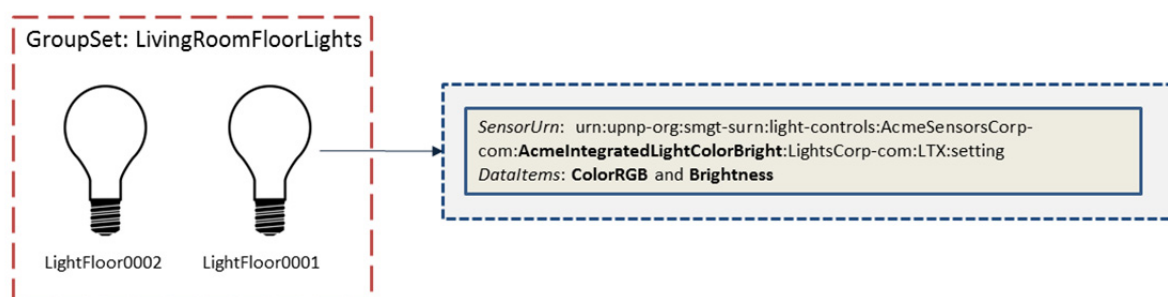 GroupSet: LivingRoomFloorLights
LightFloor0002
LightFloor0001
SensorUrn: urn:upnp-org:smgt-surn:light-controls:AcmeSensorsCorp-
com:AcmeIntegratedLightColorBright:LightsCorp-com:LTX:setting
DataItems: ColorRGB and Brightness